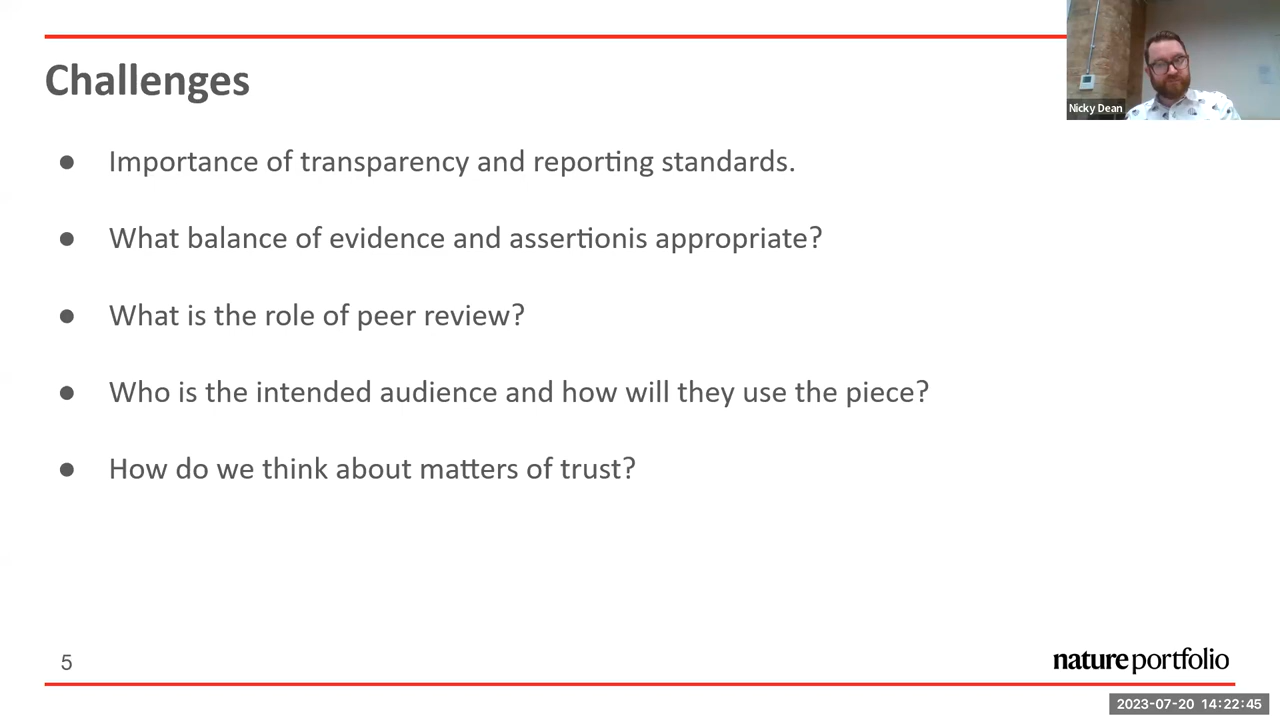 Challenges
Nicky Dean
● Importance of transparency and reporting standards.
● What balance of evidence and assertionis appropriate?
● What is the role of peer review?
● Who is the intended audience and how will they use the piece?
● How do we think about matters of trust?
5
nature portfolio
2023-07-20 14:22:45